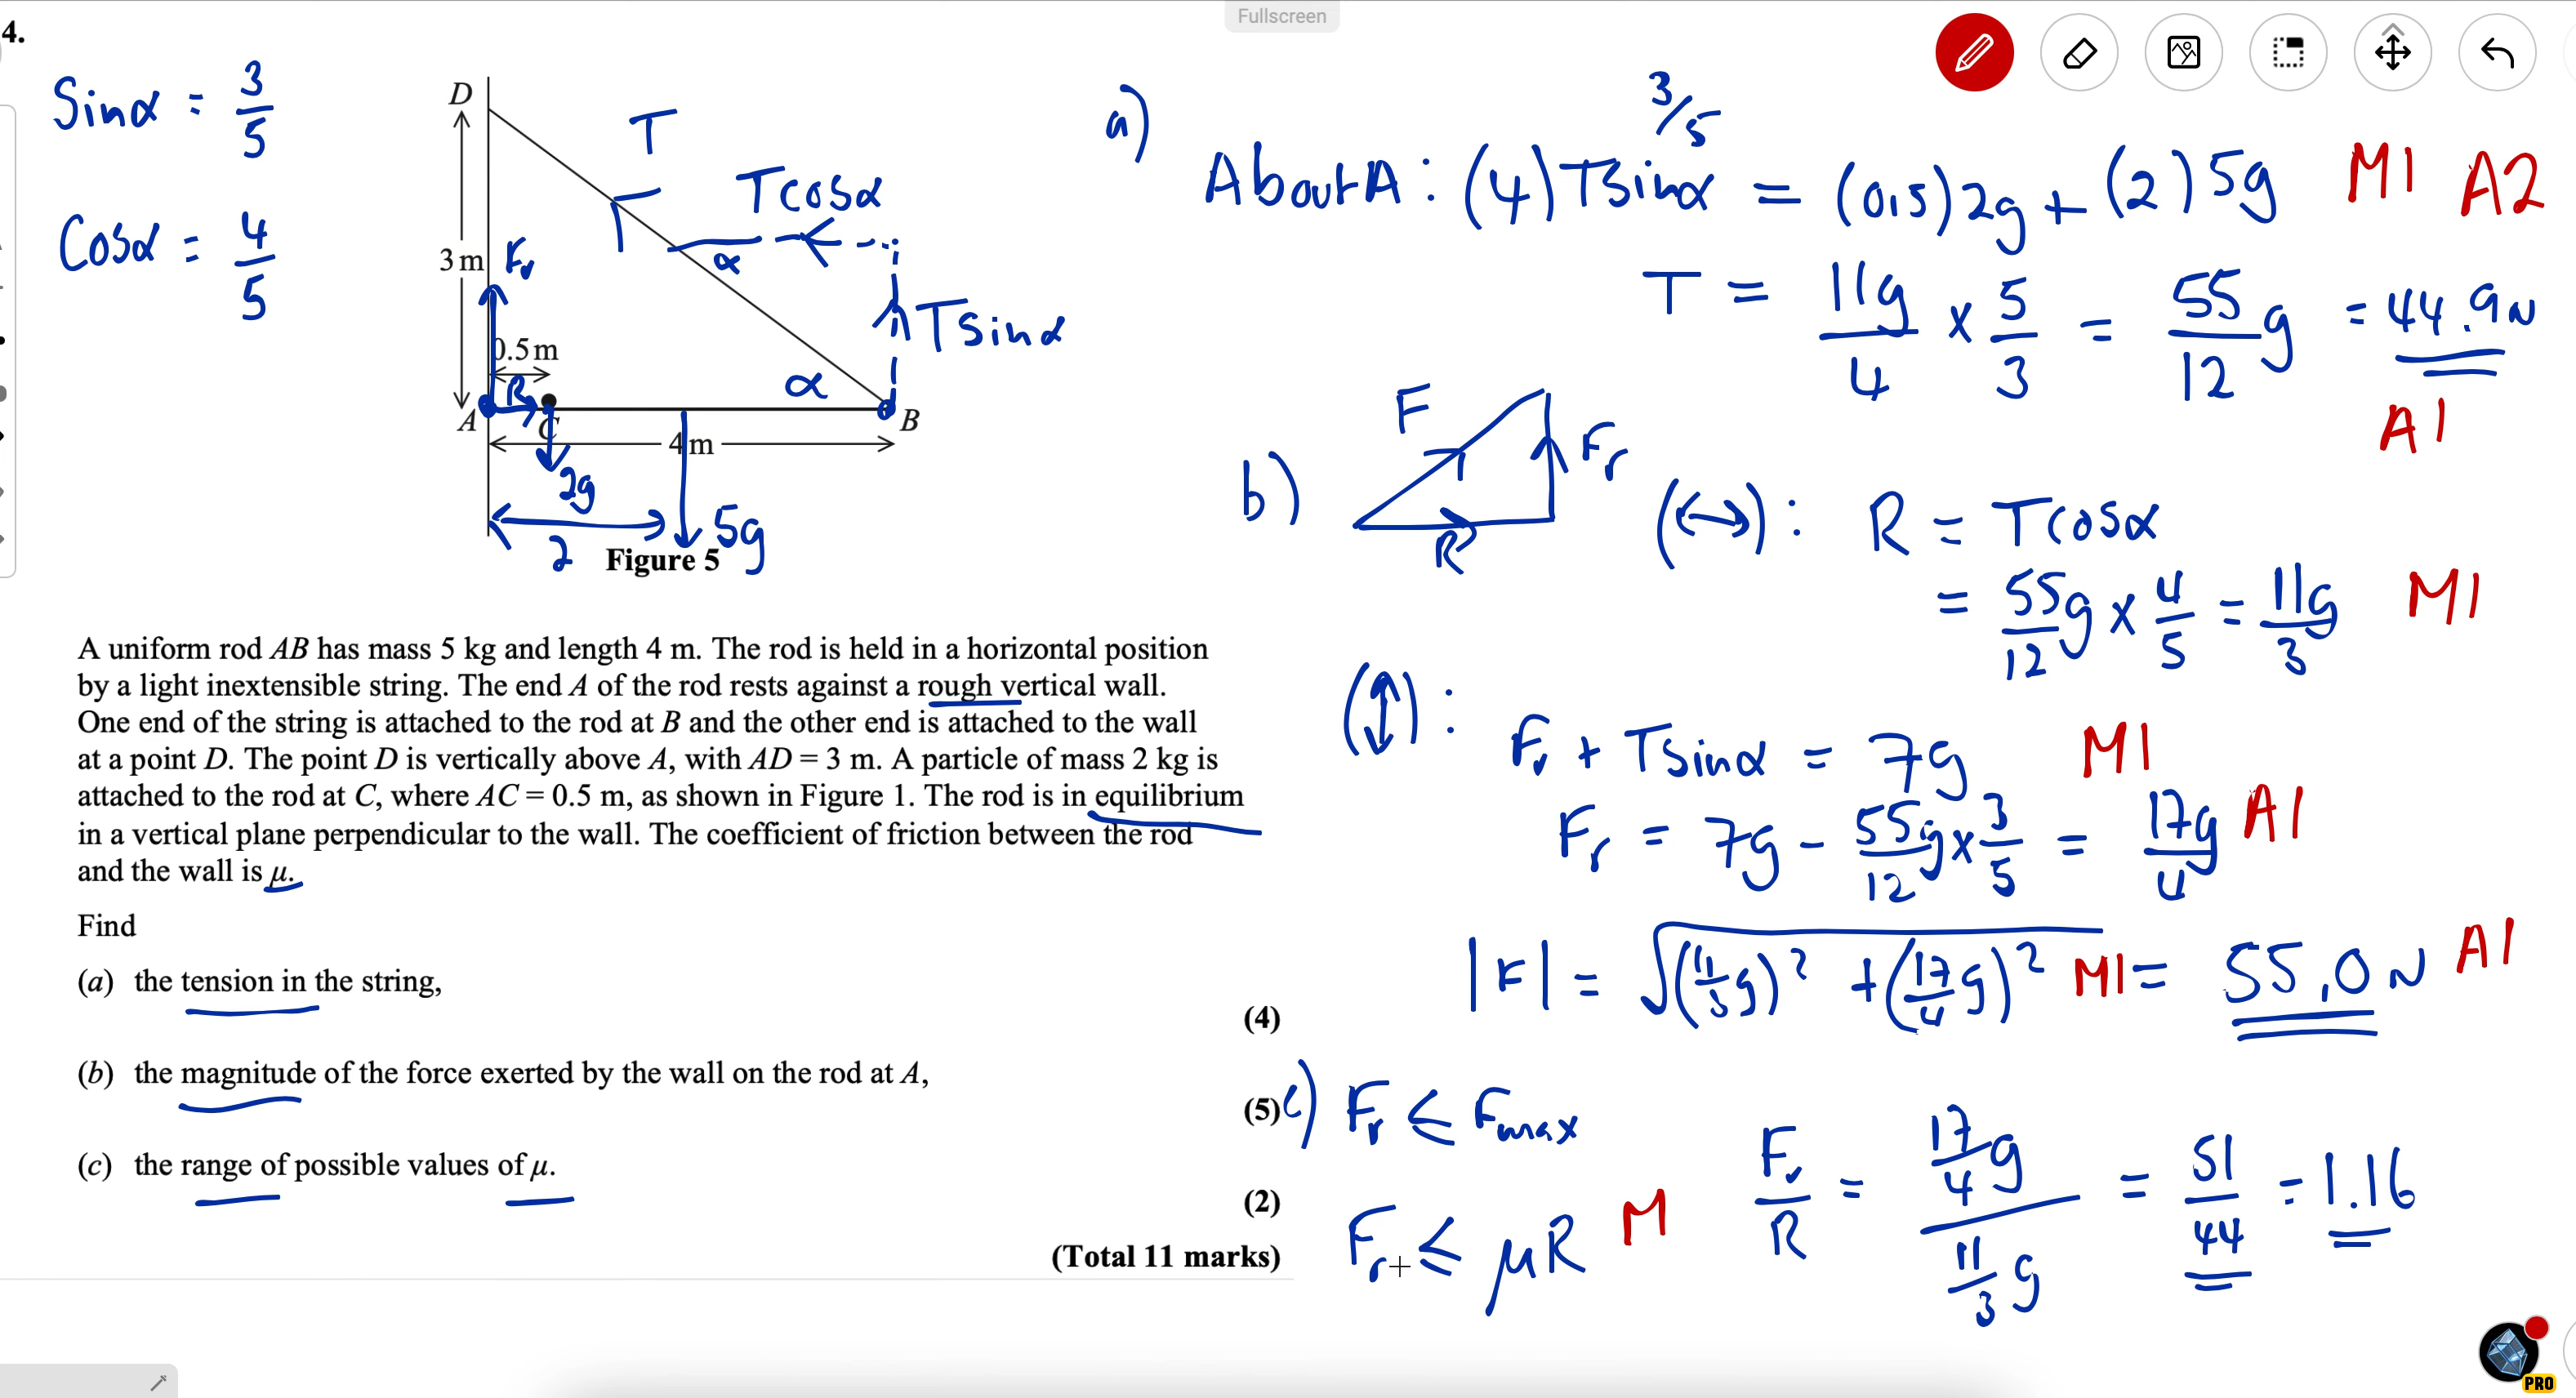 Fullscreen
4.
Sinα = 3/5
Cosα = 4/5
D
T
Tcosα
α
3 m
Fr
Tsinα
0.5 m
R
α
A
C
B
4 m
2g
5g
2
Figure 5
A uniform rod AB has mass 5 kg and length 4 m. The rod is held in a horizontal position
by a light inextensible string. The end A of the rod rests against a rough vertical wall.
One end of the string is attached to the rod at B and the other end is attached to the wall
at a point D. The point D is vertically above A, with AD = 3 m. A particle of mass 2 kg is
attached to the rod at C, where AC = 0.5 m, as shown in Figure 1. The rod is in equilibrium
in a vertical plane perpendicular to the wall. The coefficient of friction between the rod
and the wall is μ.
Find
(a) the tension in the string,
(4)
(b) the magnitude of the force exerted by the wall on the rod at A,
(5)
(c) the range of possible values of μ.
(2)
(Total 11 marks)
a)
3/5
About A : (4)Tsinα = (0.5)2g + (2)5g M1 A2
T = 11g/4 × 5/3 = 55/12 g = 44.9N
A1
b)
F
Fr
R
(↔) : R = Tcosα
= 55/12 g × 4/5 = 11g/3 M1
(↕) : Fr + Tsinα = 7g M1
Fr = 7g - 55/12 g × 3/5 = 17g/4 A1
|F| = √(11/3 g)² + (17/4 g)² M1 = 55.0N A1
c) Fr ≤ Fmax
Fr ≤ μR M
Fr/R = 17/4 g / 11/3 g = 51/44 = 1.16
PRO